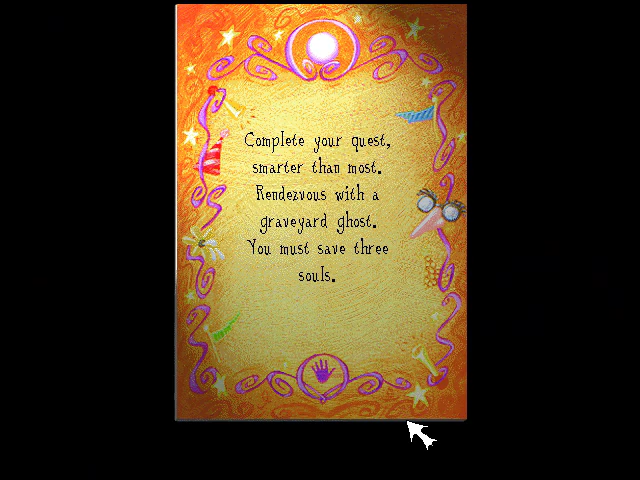 Complete your quest,
smarter than most.
Rendezvous with a
graveyard ghost.
You must save three
souls.